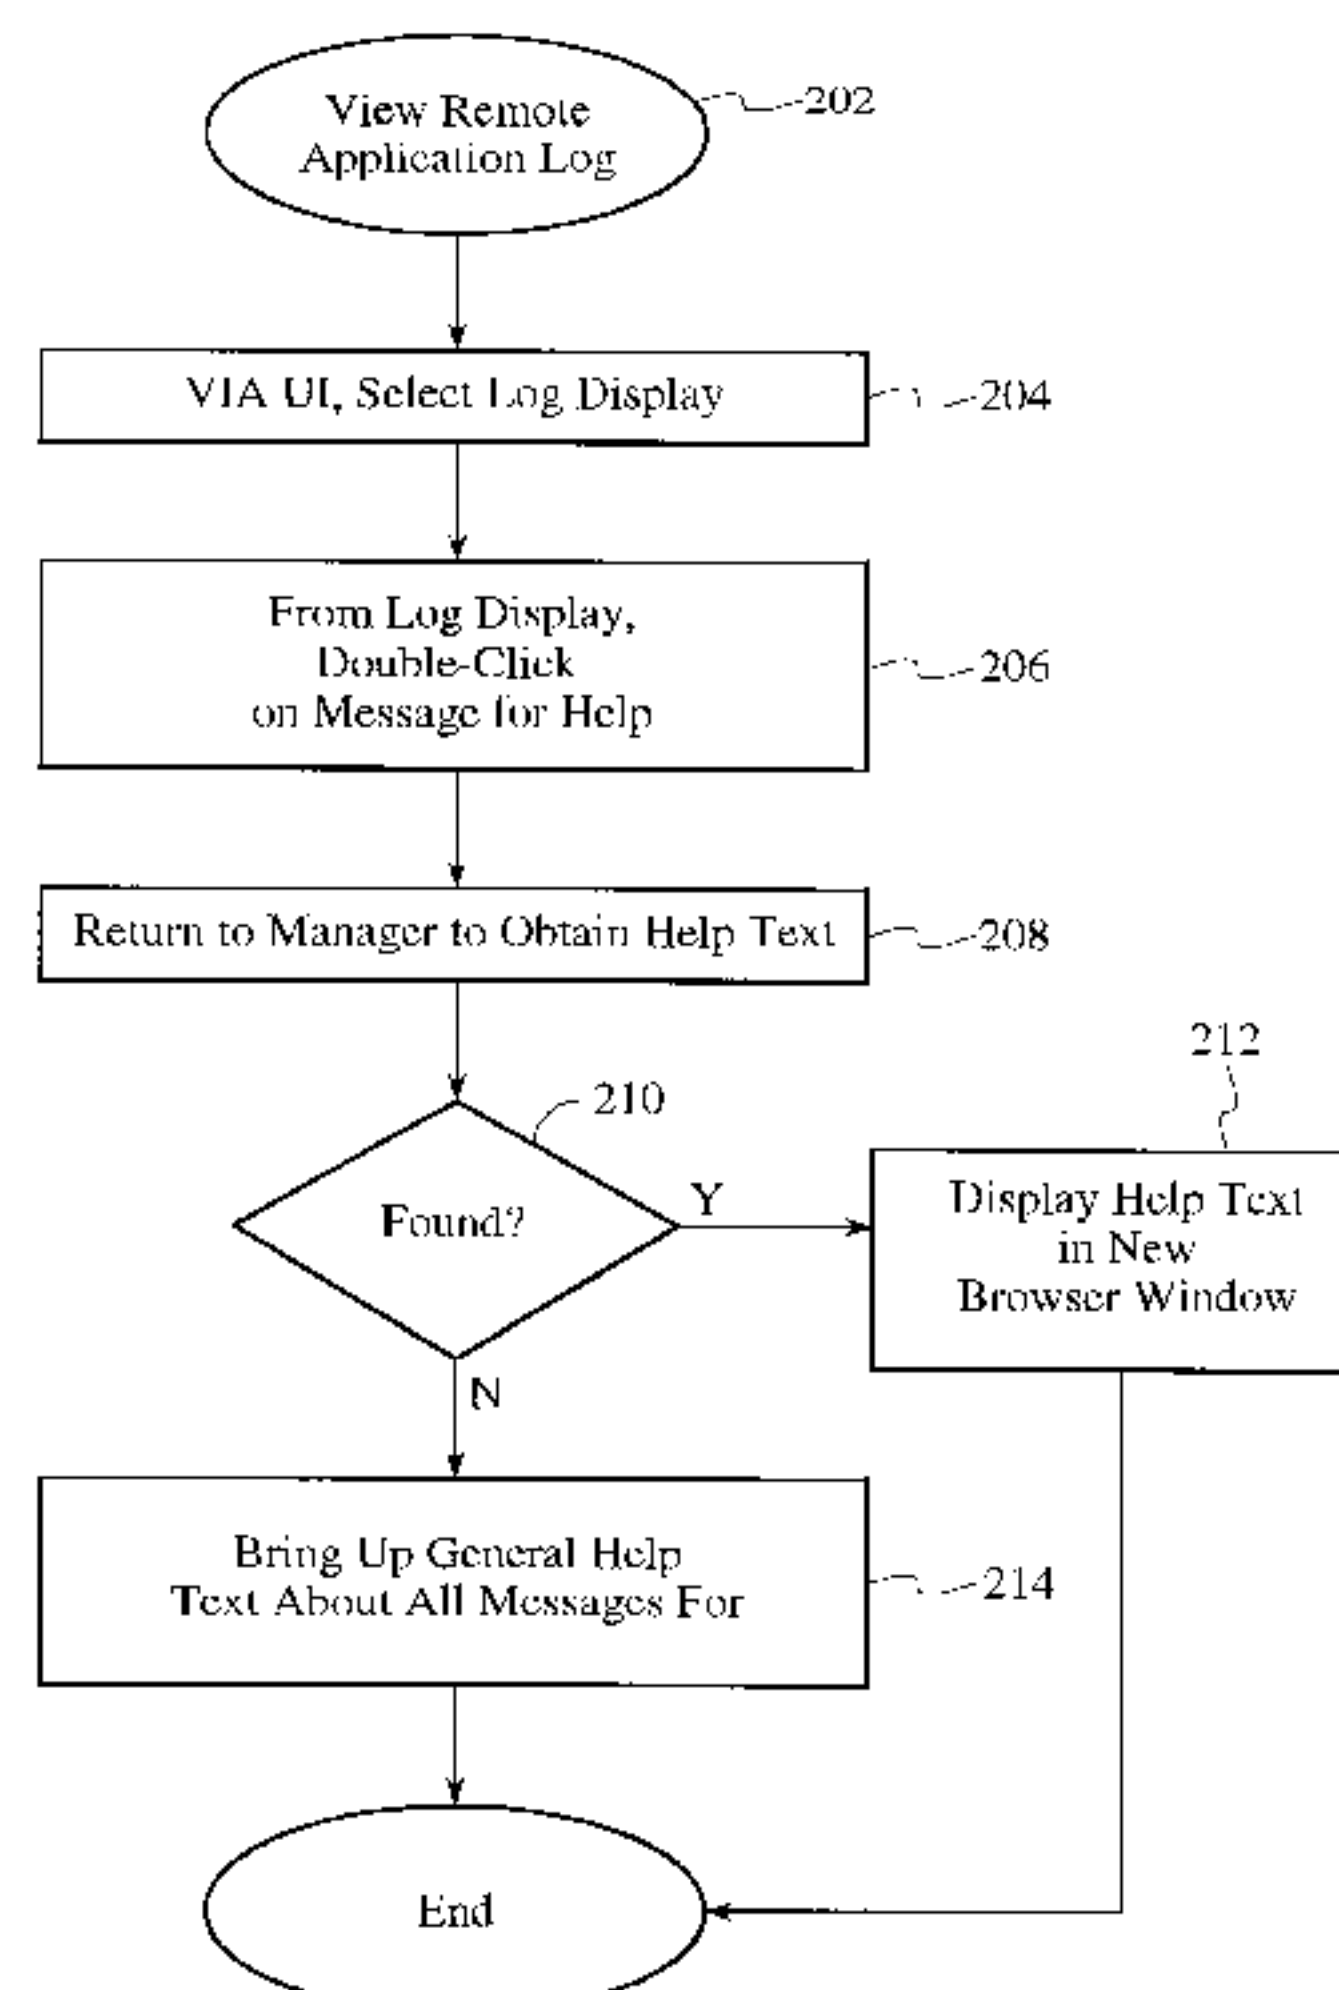 View Remote
Application Log
202
VIA UI, Select Log Display
204
From Log Display,
Double-Click
on Message for Help
206
Return to Manager to Obtain Help Text
208
210
Found?
Y
212
Display Help Text
in New
Browser Window
N
Bring Up General Help
Text About All Messages For
214
End